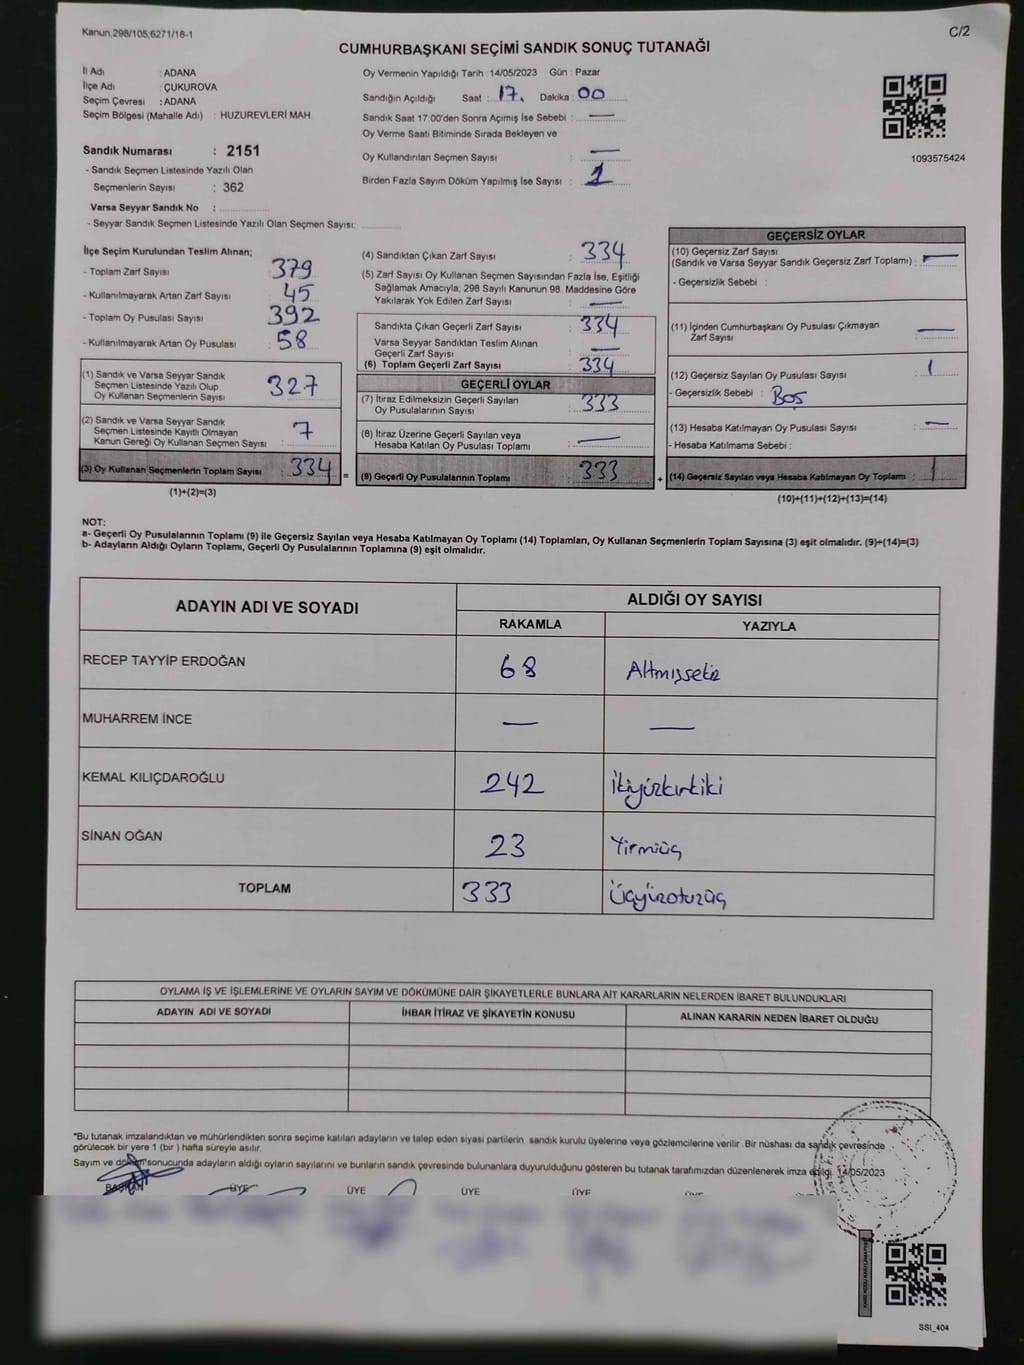 Kanun,298/105;6271/18-1
C/2
CUMHURBAŞKANI SEÇİMİ SANDIK SONUÇ TUTANAĞI
İl Adı : ADANA
İlçe Adı : ÇUKUROVA
Seçim Çevresi : ADANA
Seçim Bölgesi (Mahalle Adı) : HUZUREVLERİ MAH.
Sandık Numarası : 2151
- Sandık Seçmen Listesinde Yazılı Olan
Seçmenlerin Sayısı : 362
Varsa Seyyar Sandık No :
- Seyyar Sandık Seçmen Listesinde Yazılı Olan Seçmen Sayısı:
Oy Vermenin Yapıldığı Tarih : 14/05/2023 Gün : Pazar
Sandığın Açıldığı Saat : 17. Dakika : 00
Sandık Saat 17:00'den Sonra Açımış İse Sebebi : —
Oy Verme Saati Bitiminde Sırada Bekleyen ve
Oy Kullandırılan Seçmen Sayısı : —
Birden Fazla Sayım Döküm Yapılmış İse Sayısı : 1
1093575424
İlçe Seçim Kurulundan Teslim Alınan;
- Toplam Zarf Sayısı : 379
- Kullanılmayarak Artan Zarf Sayısı : 45
- Toplam Oy Pusulası Sayısı : 392
- Kullanılmayarak Artan Oy Pusulası : 58
(1) Sandık ve Varsa Seyyar Sandık
Seçmen Listesinde Yazılı Olup
Oy Kullanan Seçmenlerin Sayısı : 327
(2) Sandık ve Varsa Seyyar Sandık
Seçmen Listesinde Kayıtlı Olmayan
Kanun Gereği Oy Kullanan Seçmen Sayısı : 7
(3) Oy Kullanan Seçmenlerin Toplam Sayısı : 334 =
(1)+(2)=(3)
(4) Sandıktan Çıkan Zarf Sayısı : 334
(5) Zarf Sayısı Oy Kullanan Seçmen Sayısından Fazla İse, Eşitliği
Sağlamak Amacıyla; 298 Sayılı Kanunun 98. Maddesine Göre
Yakılarak Yok Edilen Zarf Sayısı : —
Sandıkta Çıkan Geçerli Zarf Sayısı : 334
Varsa Seyyar Sandıktan Teslim Alınan
Geçerli Zarf Sayısı : —
(6) Toplam Geçerli Zarf Sayısı : 334
GEÇERLİ OYLAR
(7) İtiraz Edilmeksizin Geçerli Sayılan
Oy Pusulalarının Sayısı : 333
(8) İtiraz Üzerine Geçerli Sayılan veya
Hesaba Katılan Oy Pusulası Toplamı : —
(9) Geçerli Oy Pusulalarının Toplamı : 333 +
GEÇERSİZ OYLAR
(10) Geçersiz Zarf Sayısı
(Sandık ve Varsa Seyyar Sandık Geçersiz Zarf Toplamı) : —
- Geçersizlik Sebebi :
(11) İçinden Cumhurbaşkanı Oy Pusulası Çıkmayan
Zarf Sayısı : —
(12) Geçersiz Sayılan Oy Pusulası Sayısı : 1
- Geçersizlik Sebebi : Boş
(13) Hesaba Katılmayan Oy Pusulası Sayısı : —
- Hesaba Katılmama Sebebi :
(14) Geçersiz Sayılan veya Hesaba Katılmayan Oy Toplamı : 1
(10)+(11)+(12)+(13)=(14)
NOT:
a- Geçerli Oy Pusulalarının Toplamı (9) ile Geçersiz Sayılan veya Hesaba Katılmayan Oy Toplamı (14) Toplamları, Oy Kullanan Seçmenlerin Toplam Sayısına (3) eşit olmalıdır. (9)+(14)=(3)
b- Adayların Aldığı Oyların Toplamı, Geçerli Oy Pusulalarının Toplamına (9) eşit olmalıdır.
ADAYIN ADI VE SOYADI ALDIĞI OY SAYISI
RAKAMLA YAZIYLA
RECEP TAYYİP ERDOĞAN 68 Altmışsekiz
MUHARREM İNCE — —
KEMAL KILIÇDAROĞLU 242 İkiyüzkırkiki
SİNAN OĞAN 23 Yirmiüç
TOPLAM 333 Üçyüzotuzüç
OYLAMA İŞ VE İŞLEMLERİNE VE OYLARIN SAYIM VE DÖKÜMÜNE DAİR ŞİKAYETLERLE BUNLARA AİT KARARLARIN NELERDEN İBARET BULUNDUKLARI
ADAYIN ADI VE SOYADI İHBAR İTİRAZ VE ŞİKAYETİN KONUSU ALINAN KARARIN NEDEN İBARET OLDUĞU
*Bu tutanak imzalandıktan ve mühürlendikten sonra seçime katılan adayların ve talep eden siyasi partilerin sandık kurulu üyelerine veya gözlemcilerine verilir. Bir nüshası da sandık çevresinde
görülecek bir yere 1 (bir ) hafta süreyle asılır.
Sayım ve döküm sonucunda adayların aldığı oyların sayılarını ve bunların sandık çevresinde bulunanlara duyurulduğunu gösteren bu tutanak tarafımızdan düzenlenerek imza edildi. 14/05/2023
BAŞKAN ÜYE ÜYE ÜYE ÜYE ÜYE
SSI_404